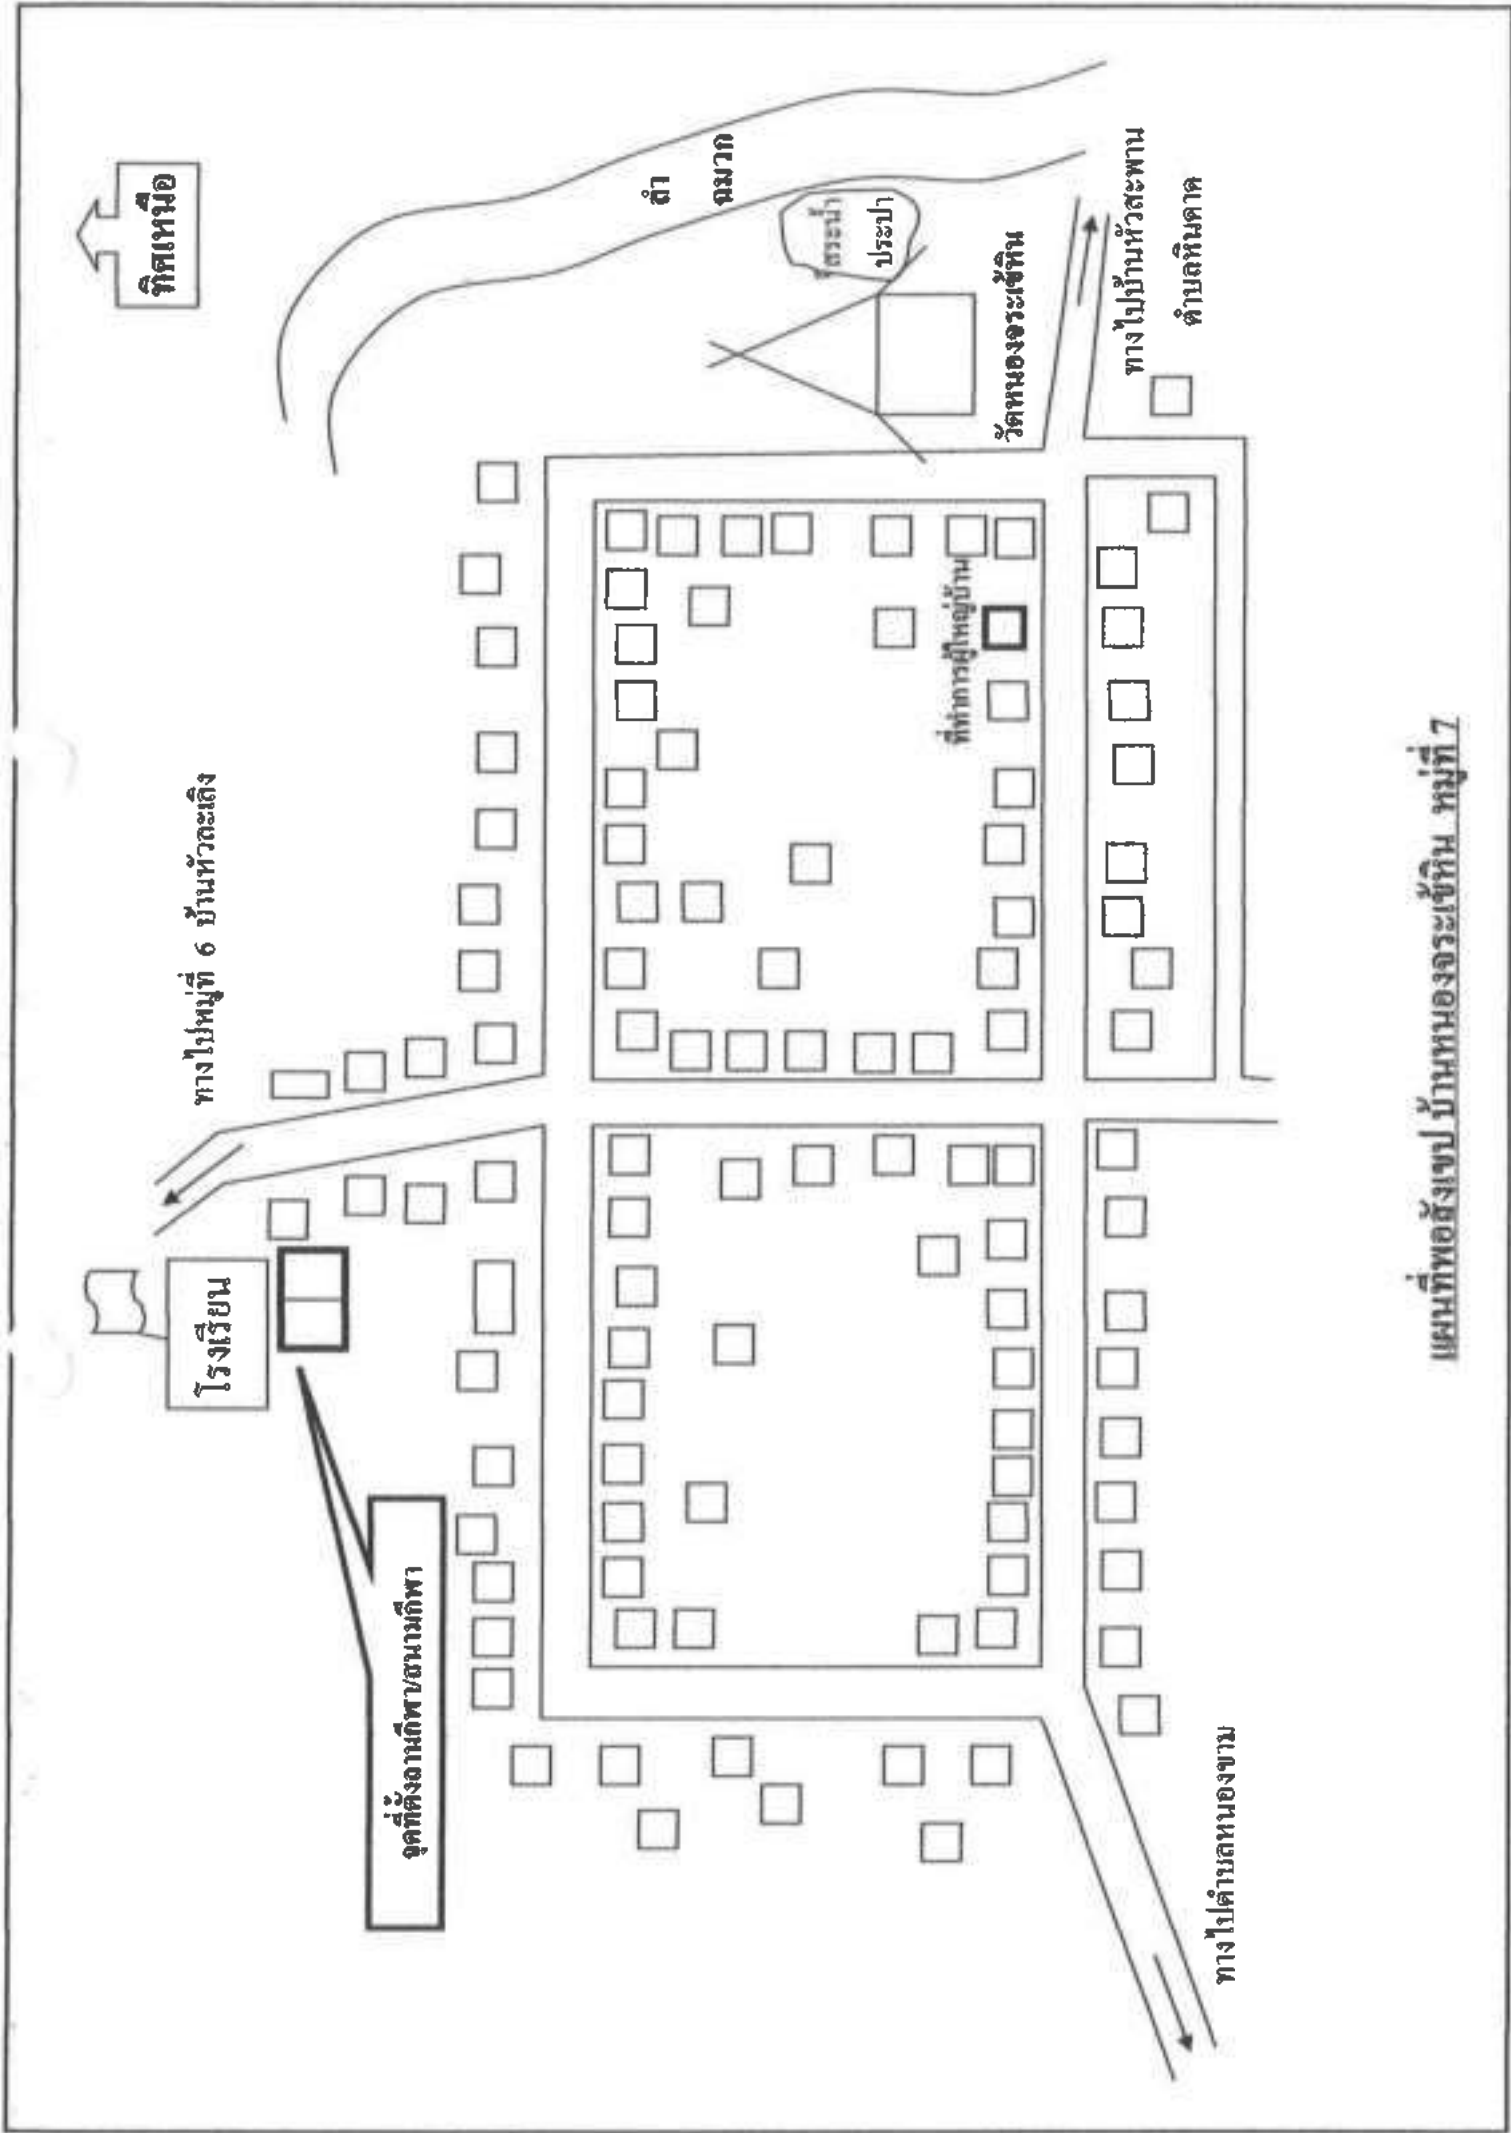 ทิศเหนือ
ทางไปหมู่ที่ 6 บ้านหัวละเลิง
โรงเรียน
จุดที่ตั้งลานกีฬา/สนามกีฬา
ลำ
ฉมวก
สระน้ำ
ประปา
วัดหนองจระเข้หิน
ที่ทำการผู้ใหญ่บ้าน
ทางไปบ้านหัวสะพาน
ตำบลหินดาด
ทางไปตำบลหนองขาม
แผนที่พอสังเขป บ้านหนองจระเข้หิน หมู่ที่ 7